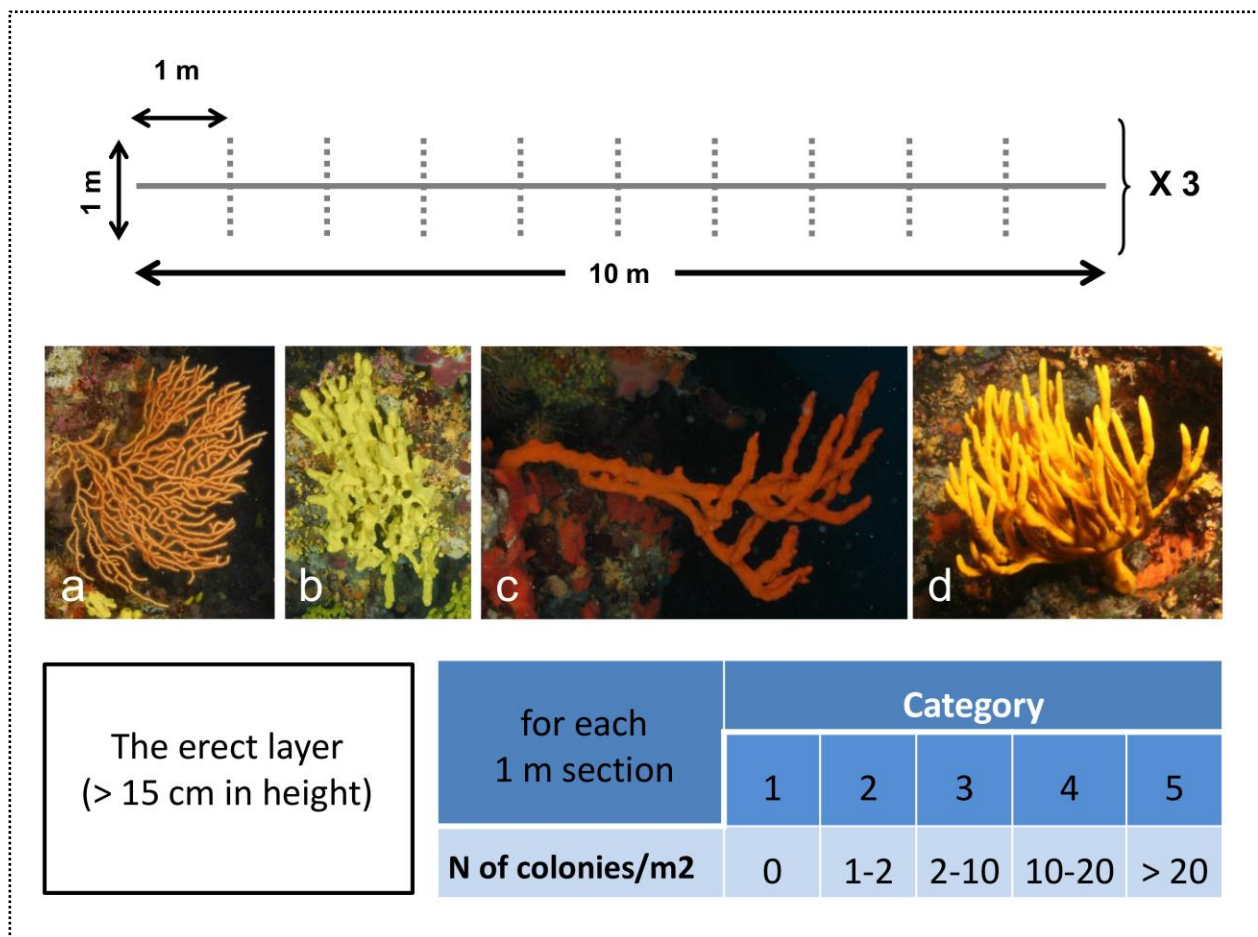 1 m
1 m
X 3
10 m
a
b
c
d
The erect layer
(> 15 cm in height)
for each
1 m section
Category
1 2 3 4 5
N of colonies/m2 0 1-2 2-10 10-20 > 20